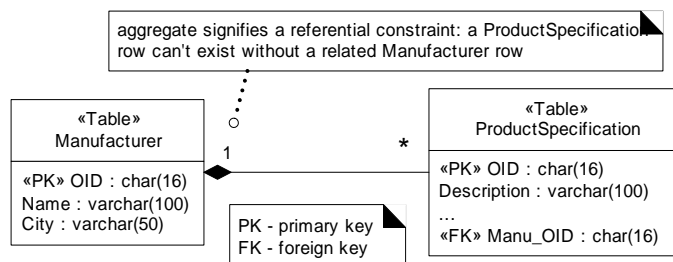 aggregate signifies a referential constraint: a ProductSpecification
row can't exist without a related Manufacturer row
«Table»
Manufacturer
«PK» OID : char(16)
Name : varchar(100)
City : varchar(50)
1
*
«Table»
ProductSpecification
«PK» OID : char(16)
Description : varchar(100)
...
«FK» Manu_OID : char(16)
PK - primary key
FK - foreign key